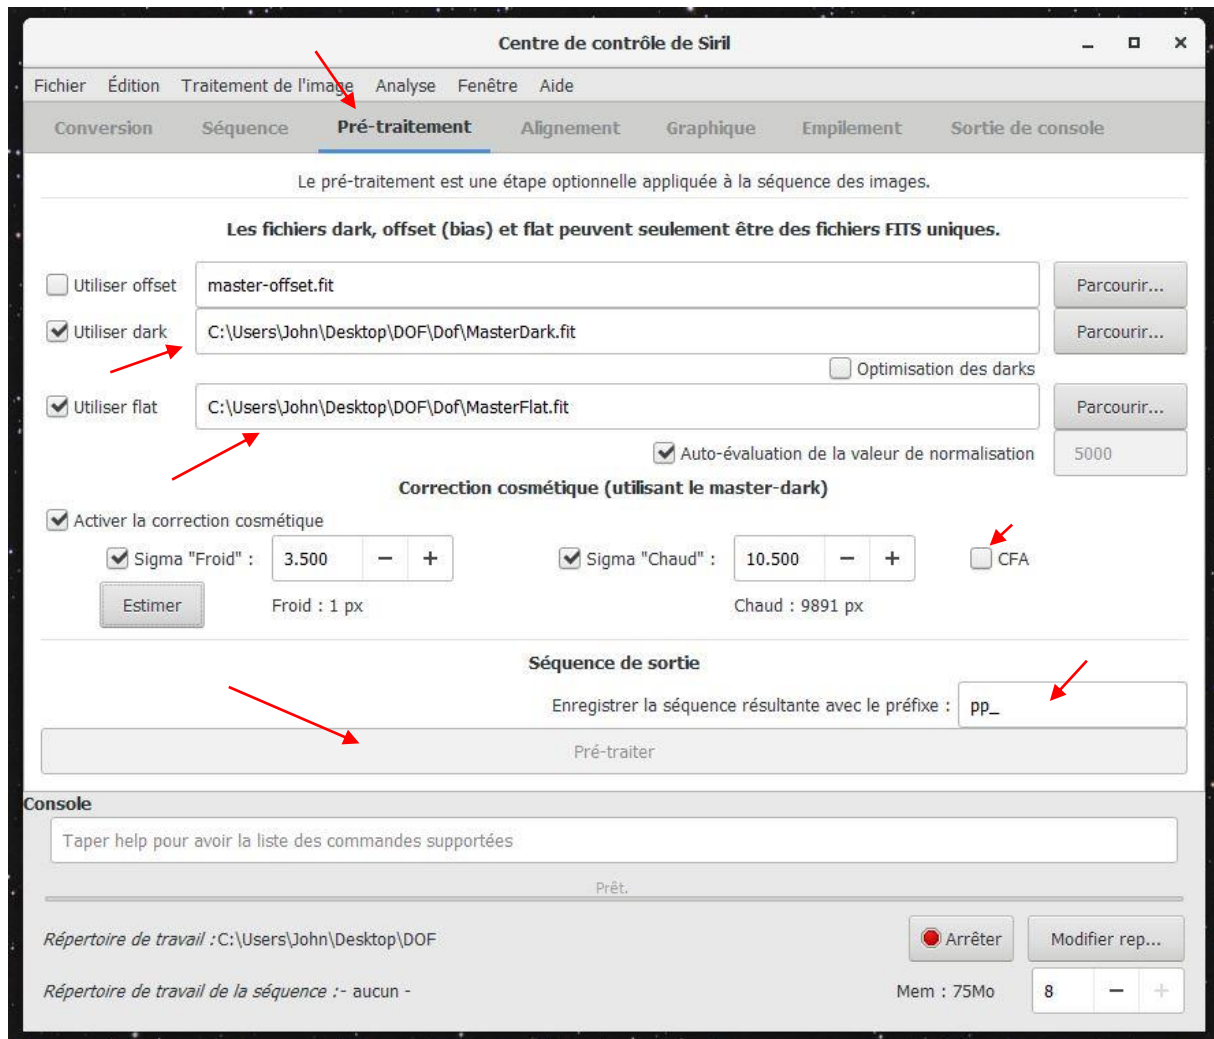 Centre de contrôle de Siril
Fichier Édition Traitement de l'image Analyse Fenêtre Aide
Conversion Séquence Pré-traitement Alignement Graphique Empilement Sortie de console
Le pré-traitement est une étape optionnelle appliquée à la séquence des images.
Les fichiers dark, offset (bias) et flat peuvent seulement être des fichiers FITS uniques.
Utiliser offset master-offset.fit Parcourir...
Utiliser dark C:\Users\John\Desktop\DOF\Dof\MasterDark.fit Parcourir...
Optimisation des darks
Utiliser flat C:\Users\John\Desktop\DOF\Dof\MasterFlat.fit Parcourir...
Auto-évaluation de la valeur de normalisation 5000
Correction cosmétique (utilisant le master-dark)
Activer la correction cosmétique
Sigma "Froid" : 3.500 − + Sigma "Chaud" : 10.500 − + CFA
Estimer Froid : 1 px Chaud : 9891 px
Séquence de sortie
Enregistrer la séquence résultante avec le préfixe : pp_
Pré-traiter
Console
Taper help pour avoir la liste des commandes supportées
Prêt.
Répertoire de travail : C:\Users\John\Desktop\DOF Arrêter Modifier rep...
Répertoire de travail de la séquence : - aucun - Mem : 75Mo 8 − +